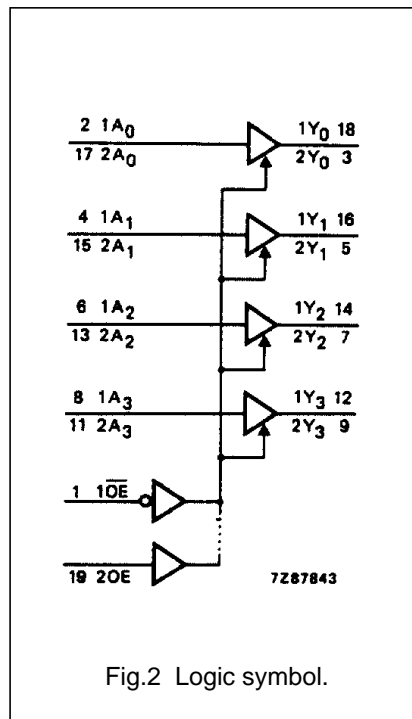 2 1A₀ 1Y₀ 18
17 2A₀ 2Y₀ 3
4 1A₁ 1Y₁ 16
15 2A₁ 2Y₁ 5
6 1A₂ 1Y₂ 14
13 2A₂ 2Y₂ 7
8 1A₃ 1Y₃ 12
11 2A₃ 2Y₃ 9
1 1O̅E̅
19 2OE 7Z87843
Fig.2 Logic symbol.